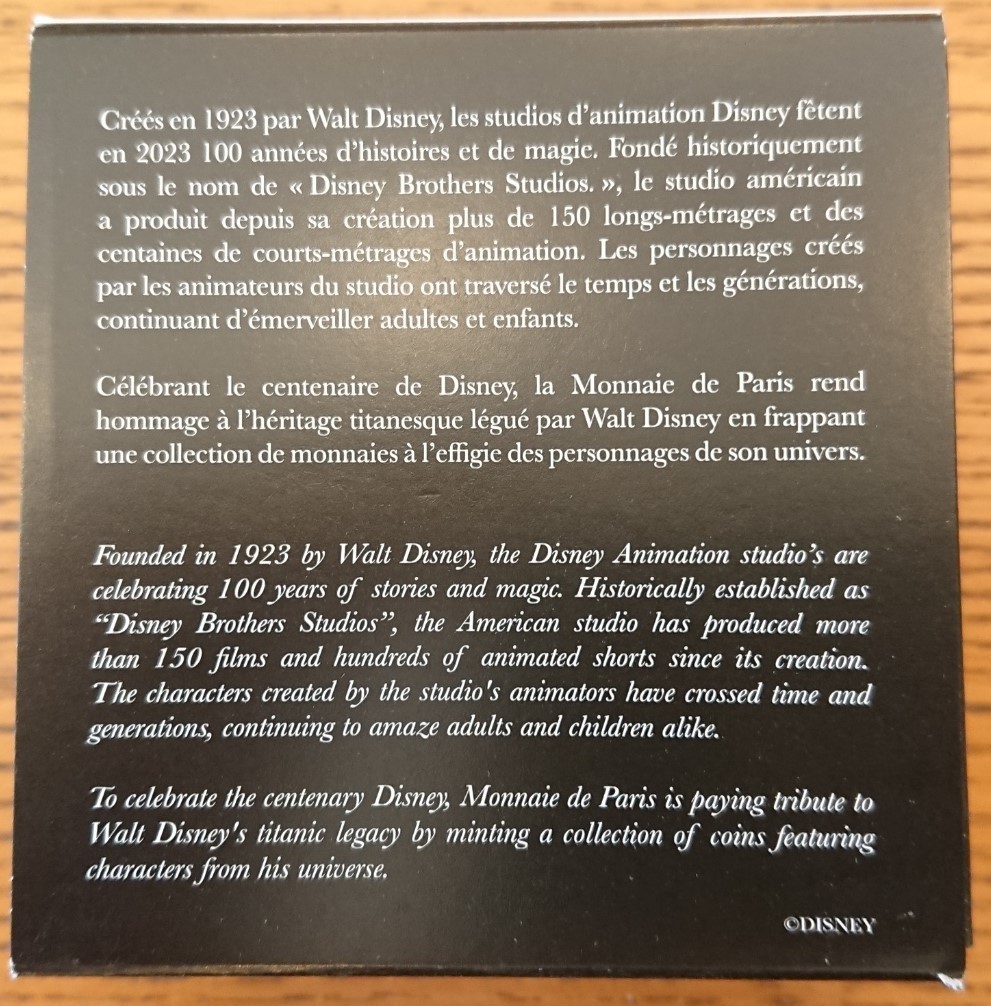 Créés en 1923 par Walt Disney, les studios d’animation Disney fêtent
en 2023 100 années d’histoires et de magie. Fondé historiquement
sous le nom de « Disney Brothers Studios. », le studio américain
a produit depuis sa création plus de 150 longs-métrages et des
centaines de courts-métrages d’animation. Les personnages créés
par les animateurs du studio ont traversé le temps et les générations,
continuant d’émerveiller adultes et enfants.
Célébrant le centenaire de Disney, la Monnaie de Paris rend
hommage à l’héritage titanesque légué par Walt Disney en frappant
une collection de monnaies à l’effigie des personnages de son univers.
Founded in 1923 by Walt Disney, the Disney Animation studio’s are
celebrating 100 years of stories and magic. Historically established as
“Disney Brothers Studios”, the American studio has produced more
than 150 films and hundreds of animated shorts since its creation.
The characters created by the studio's animators have crossed time and
generations, continuing to amaze adults and children alike.
To celebrate the centenary Disney, Monnaie de Paris is paying tribute to
Walt Disney's titanic legacy by minting a collection of coins featuring
characters from his universe.
©DISNEY